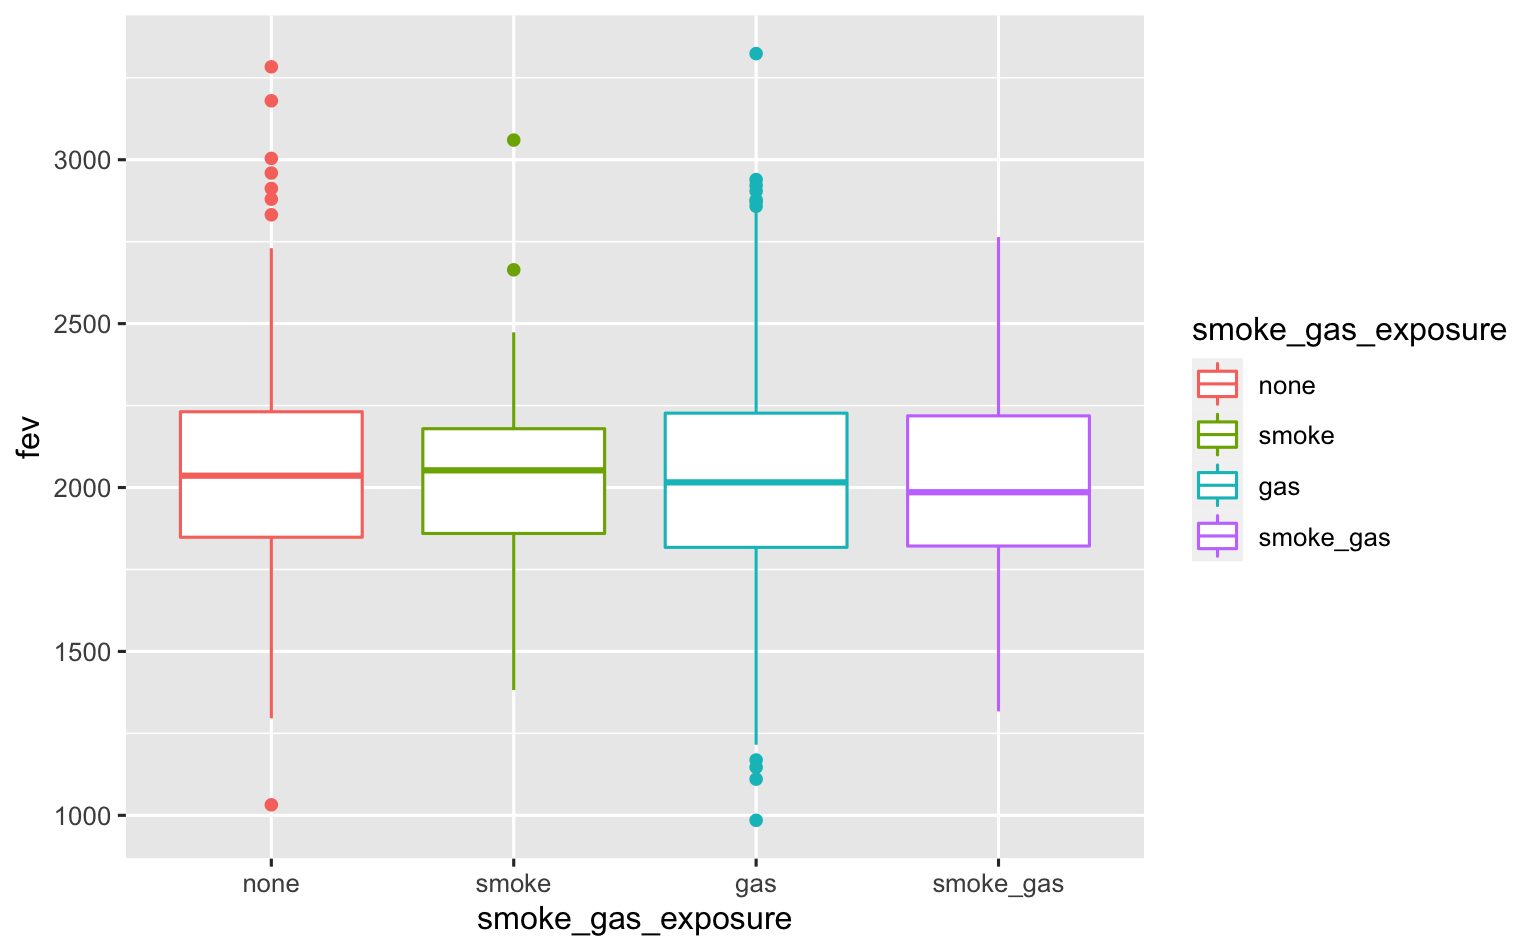 fev
3000
2500
2000
1500
1000
none
smoke
gas
smoke_gas
smoke_gas_exposure
smoke_gas_exposure
none
smoke
gas
smoke_gas